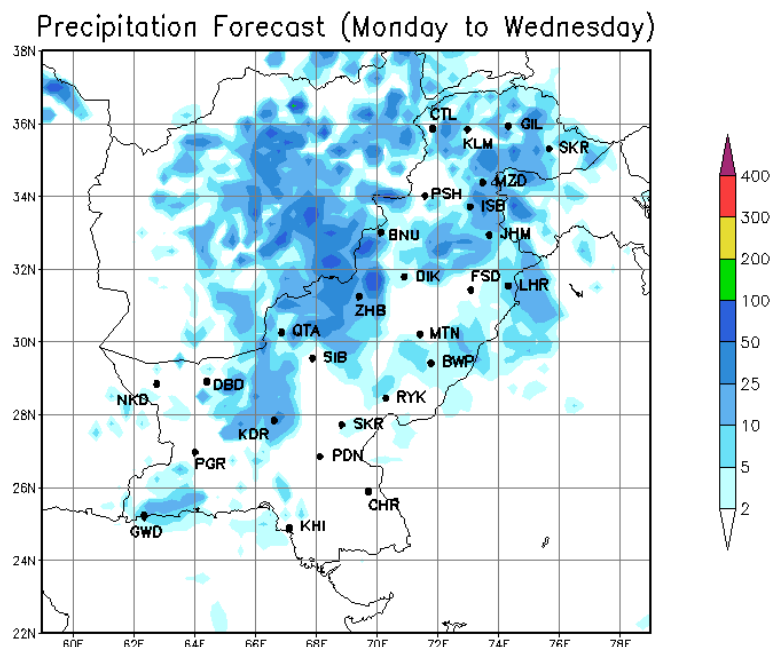 Precipitation Forecast (Monday to Wednesday)
38N
36N
34N
32N
30N
28N
26N
24N
22N
CTL
KLM
GIL
SKR
PSH
MZD
ISB
BNU
JHM
DIK
FSD
LHR
ZHB
QTA
MTN
SIB
BWP
NKD
DBD
RYK
KDR
SKR
PGR
PDN
CHR
GWD
KHI
60E
62E
64E
66E
68E
70E
72E
74E
76E
78E
400
300
200
100
50
25
10
5
2